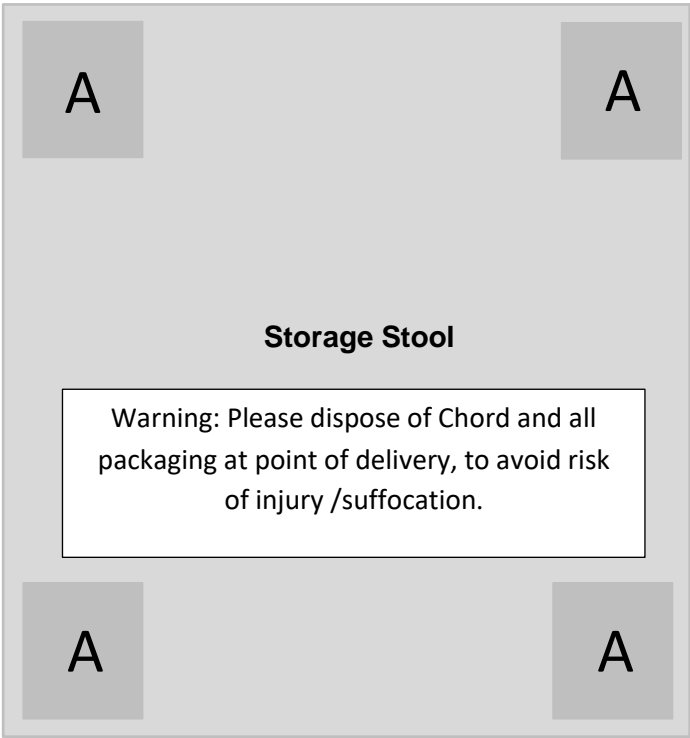 A A
Storage Stool
Warning: Please dispose of Chord and all
packaging at point of delivery, to avoid risk
of injury /suffocation.
A A